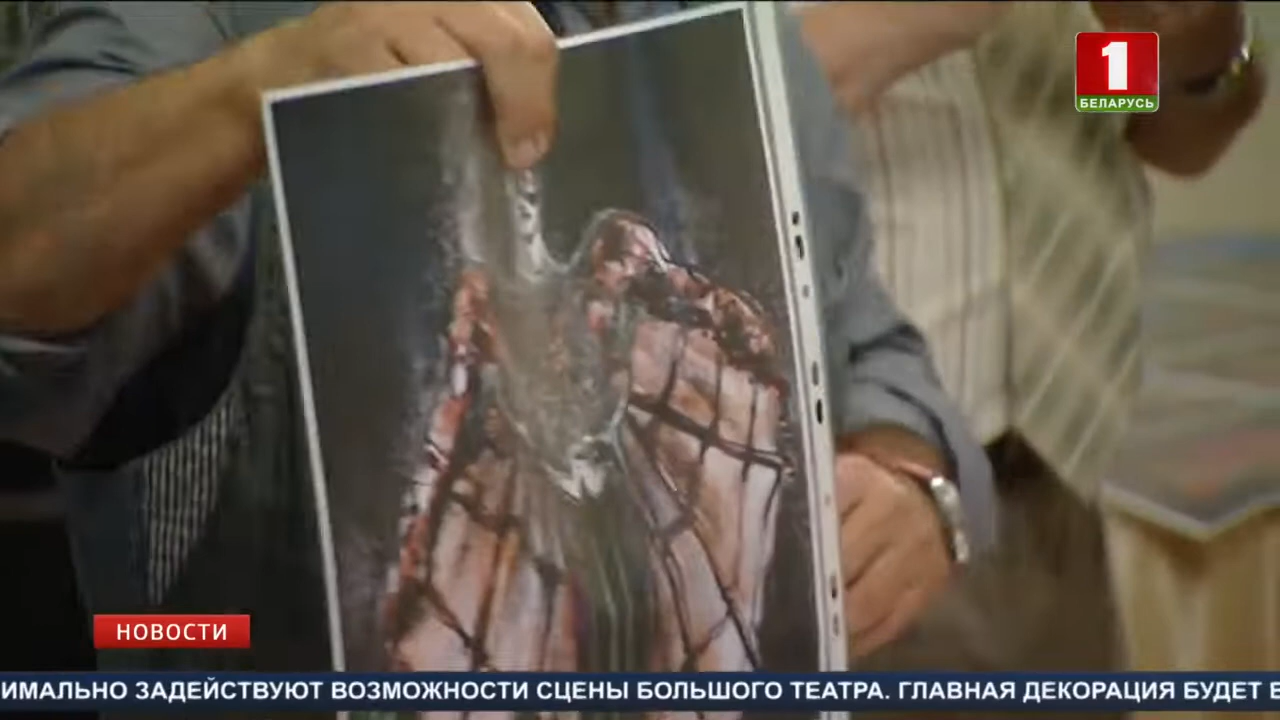 1
БЕЛАРУСЬ
НОВОСТИ
ИМАЛЬНО ЗАДЕЙСТВУЮТ ВОЗМОЖНОСТИ СЦЕНЫ БОЛЬШОГО ТЕАТРА. ГЛАВНАЯ ДЕКОРАЦИЯ БУДЕТ